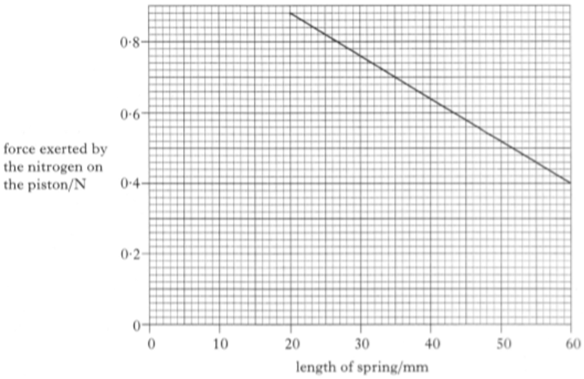 0·8
0·6
force exerted by
the nitrogen on
the piston/N
0·4
0·2
0
0 10 20 30 40 50 60
length of spring/mm